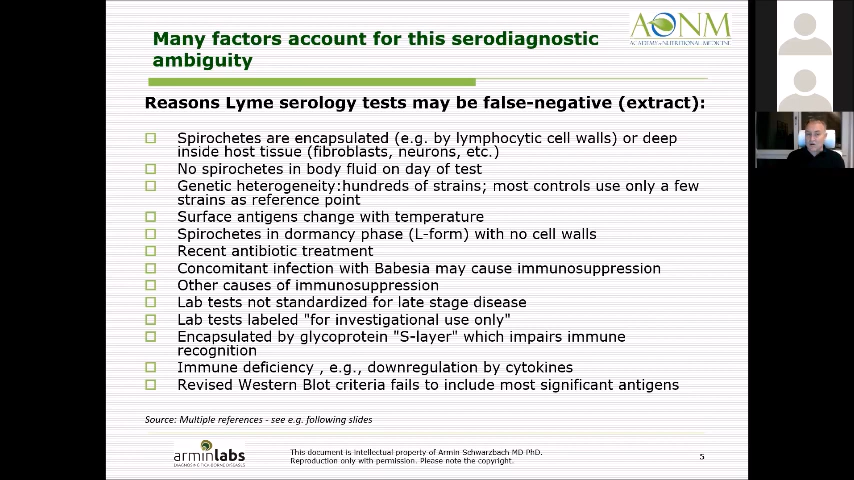 Many factors account for this serodiagnostic
ambiguity
AONM
ACADEMY of NUTRITIONAL MEDICINE
Reasons Lyme serology tests may be false-negative (extract):
Spirochetes are encapsulated (e.g. by lymphocytic cell walls) or deep
inside host tissue (fibroblasts, neurons, etc.)
No spirochetes in body fluid on day of test
Genetic heterogeneity:hundreds of strains; most controls use only a few
strains as reference point
Surface antigens change with temperature
Spirochetes in dormancy phase (L-form) with no cell walls
Recent antibiotic treatment
Concomitant infection with Babesia may cause immunosuppression
Other causes of immunosuppression
Lab tests not standardized for late stage disease
Lab tests labeled "for investigational use only"
Encapsulated by glycoprotein "S-layer" which impairs immune
recognition
Immune deficiency , e.g., downregulation by cytokines
Revised Western Blot criteria fails to include most significant antigens
Source: Multiple references - see e.g. following slides
arminlabs
DIAGNOSING TICK-BORNE DISEASES
This document is intellectual property of Armin Schwarzbach MD PhD.
Reproduction only with permission. Please note the copyright.
5